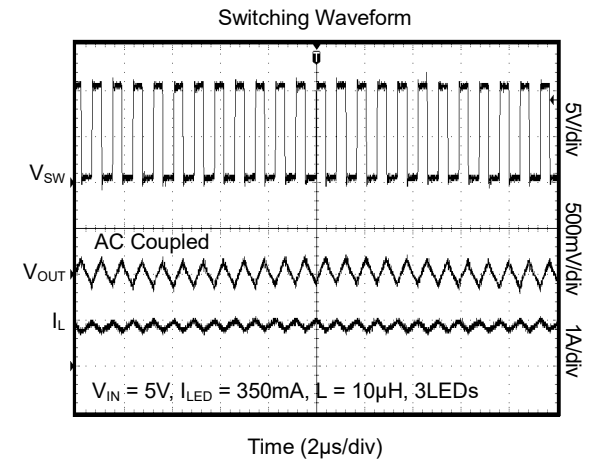 Switching Waveform
T
5V/div
V_SW
500mV/div
AC Coupled
V_OUT
I_L
1A/div
V_IN = 5V, I_LED = 350mA, L = 10μH, 3LEDs
Time (2μs/div)